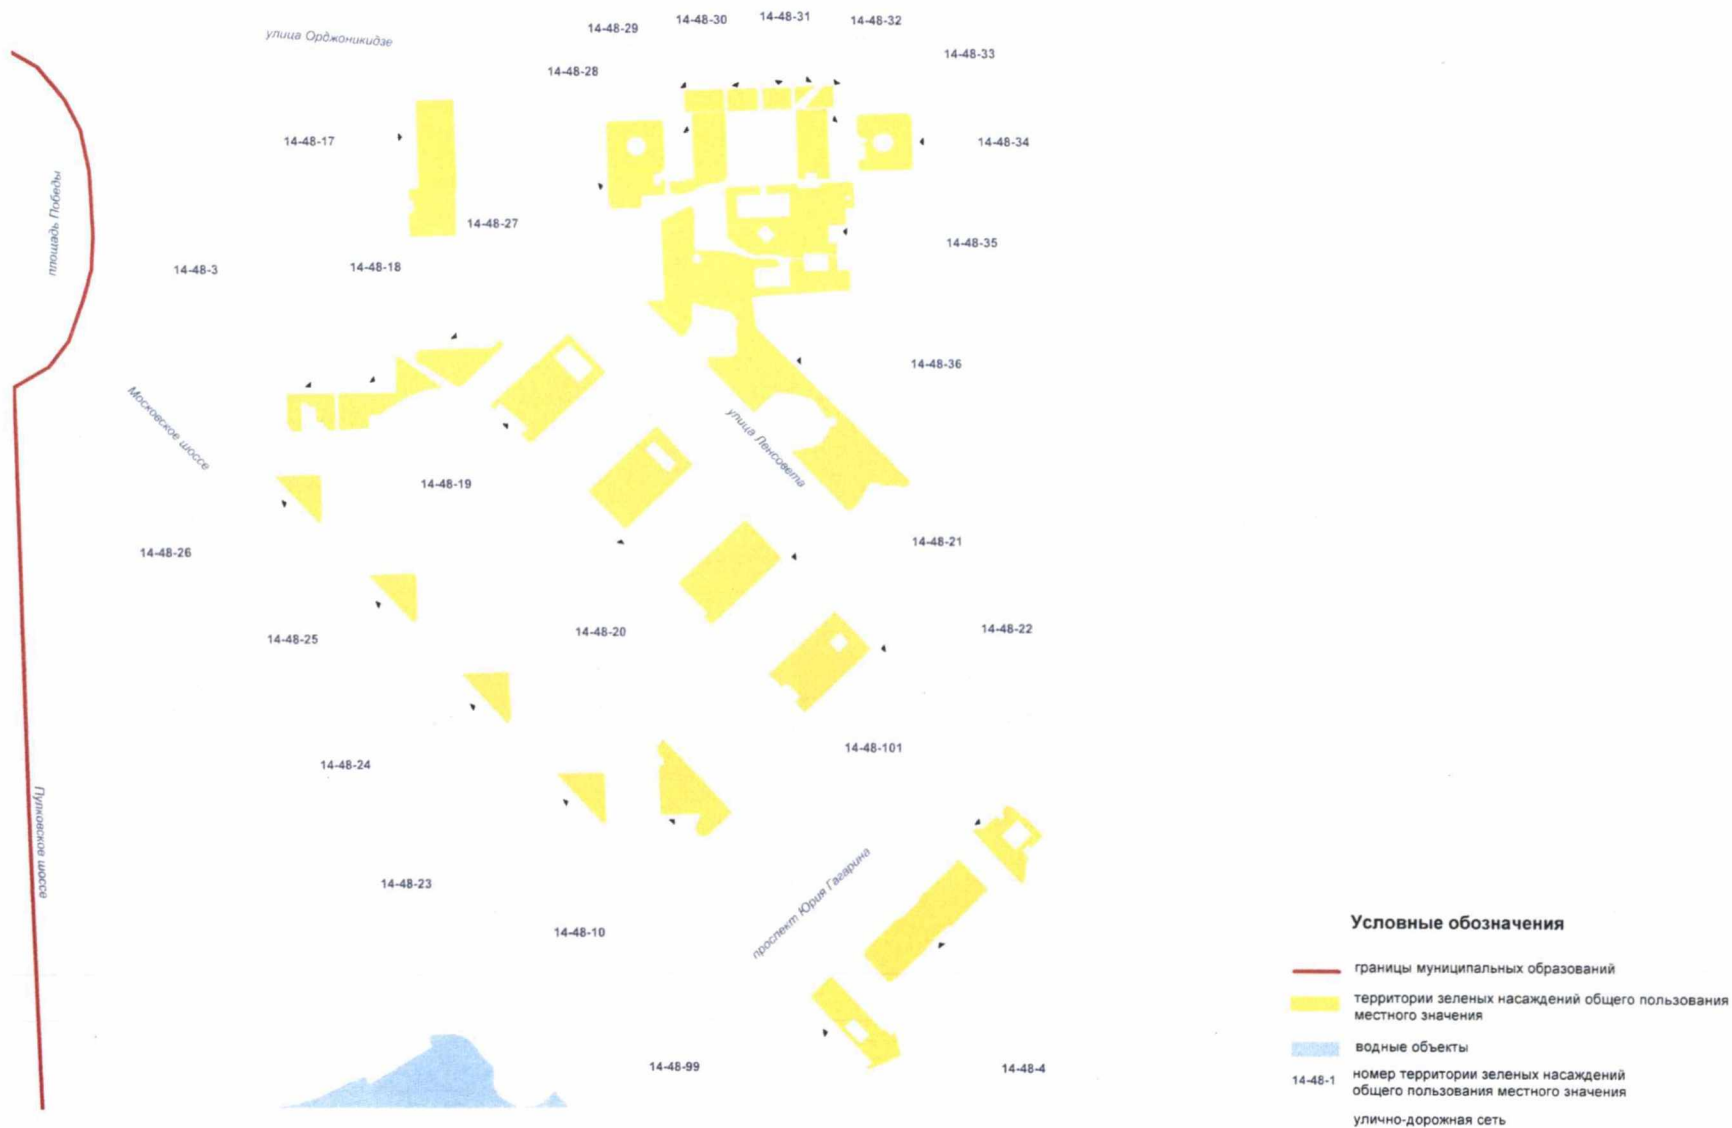 улица Орджоникидзе
14-48-29
14-48-30
14-48-31
14-48-32
14-48-33
14-48-28
14-48-17
14-48-34
площадь Победы
14-48-27
14-48-35
14-48-3
14-48-18
14-48-36
Московское шоссе
улица Ленсовета
14-48-19
14-48-26
14-48-21
14-48-25
14-48-20
14-48-22
14-48-24
14-48-101
Пулковское шоссе
14-48-23
проспект Юрия Гагарина
14-48-10
14-48-99
14-48-4
Условные обозначения
границы муниципальных образований
территории зеленых насаждений общего пользования
местного значения
водные объекты
14-48-1
номер территории зеленых насаждений
общего пользования местного значения
улично-дорожная сеть